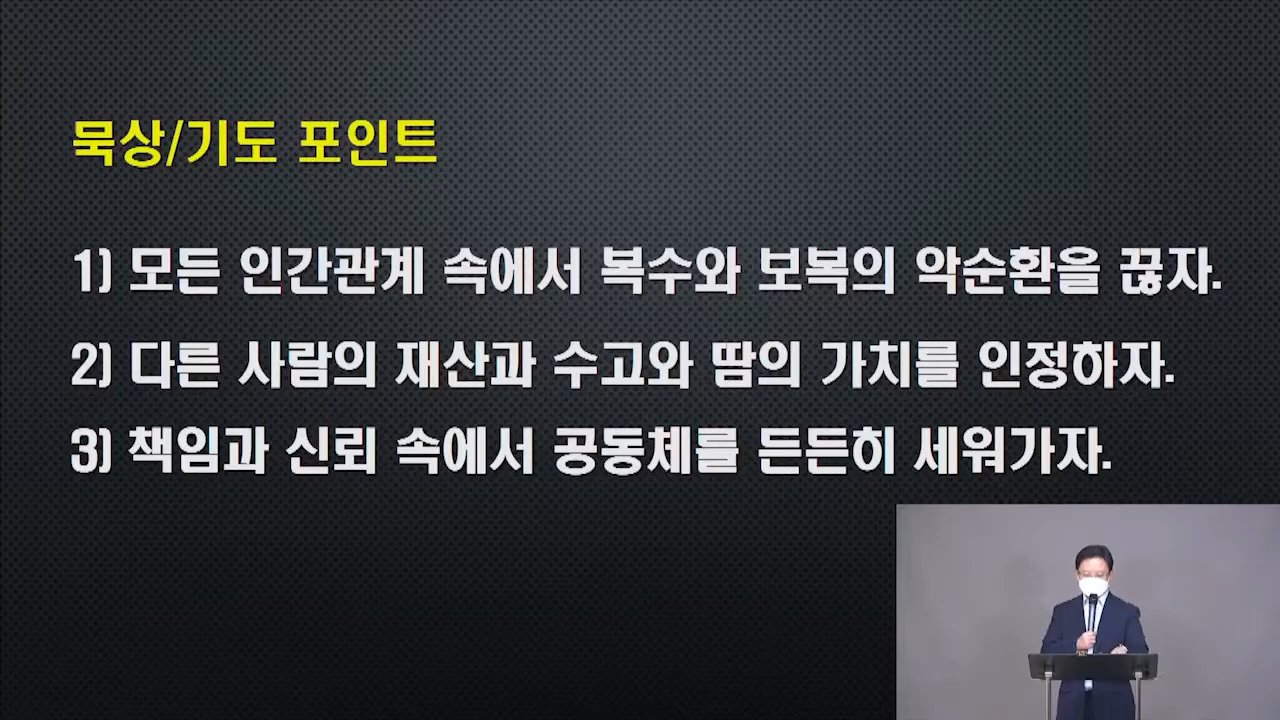 묵상/기도 포인트
1) 모든 인간관계 속에서 복수와 보복의 악순환을 끊자.
2) 다른 사람의 재산과 수고와 땀의 가치를 인정하자.
3) 책임과 신뢰 속에서 공동체를 든든히 세워가자.